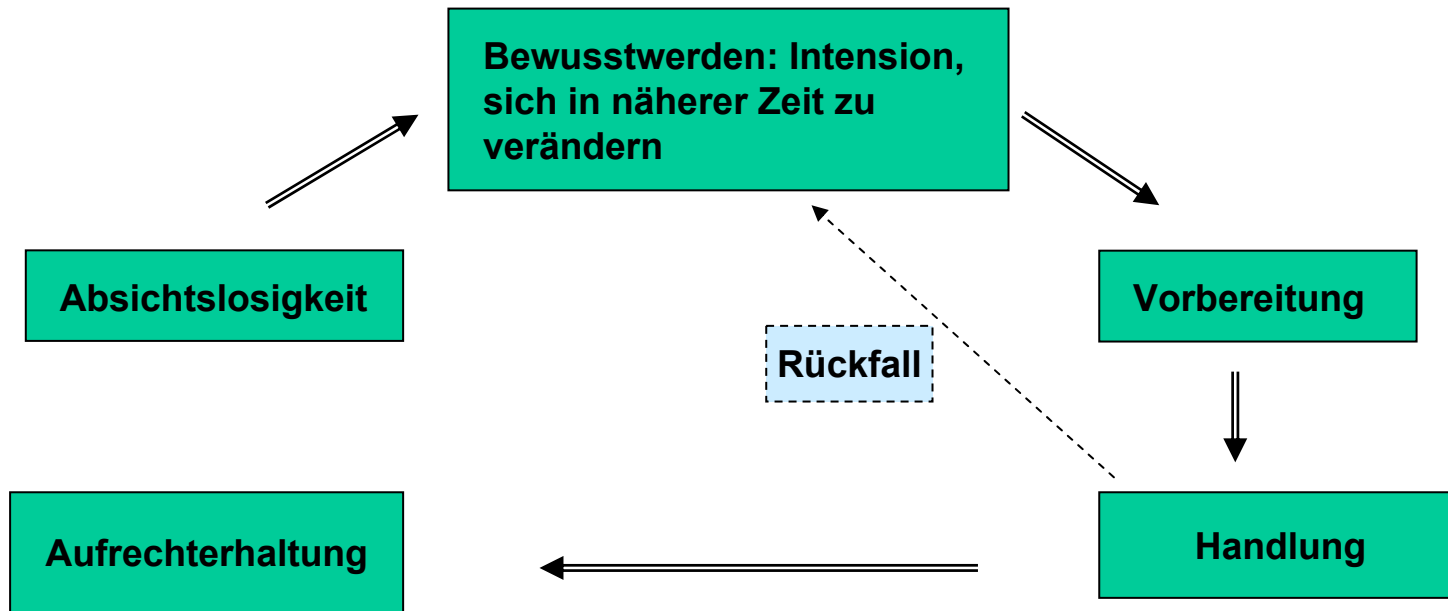 Bewusstwerden: Intension,
sich in näherer Zeit zu
verändern
Absichtslosigkeit
Vorbereitung
Rückfall
Aufrechterhaltung
Handlung